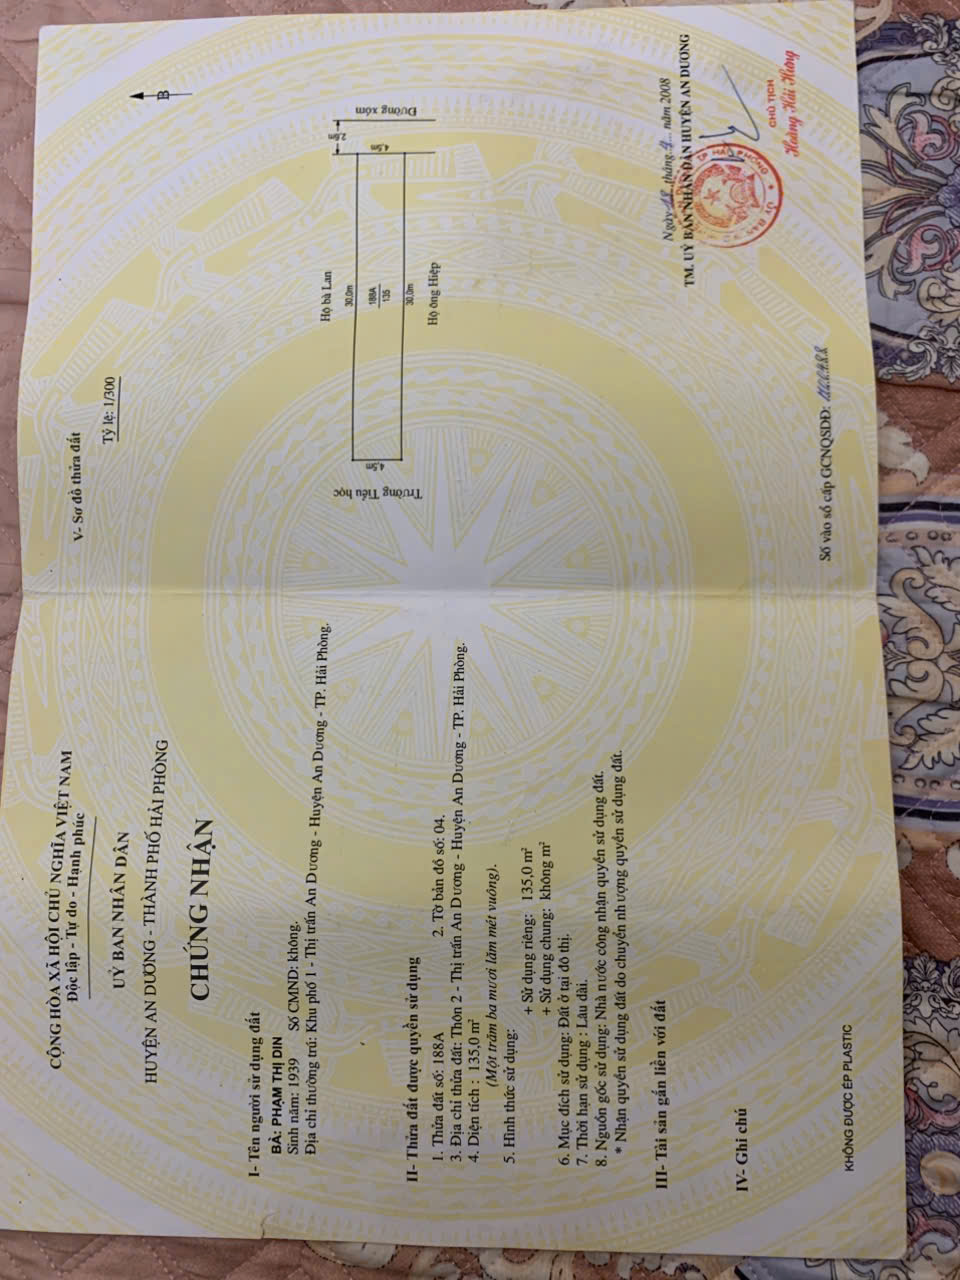 CỘNG HÒA XÃ HỘI CHỦ NGHĨA VIỆT NAM
Độc lập - Tự do - Hạnh phúc
UỶ BAN NHÂN DÂN
HUYỆN AN DƯƠNG - THÀNH PHỐ HẢI PHÒNG
CHỨNG NHẬN
I- Tên người sử dụng đất
BÀ: PHẠM THỊ DIN
Sinh năm: 1939 Số CMND: không.
Địa chỉ thường trú: Khu phố 1 - Thị trấn An Dương - Huyện An Dương - TP. Hải Phòng.
II- Thửa đất được quyền sử dụng
1. Thửa đất số: 188A 2. Tờ bản đồ số: 04.
3. Địa chỉ thửa đất: Thôn 2 - Thị trấn An Dương - Huyện An Dương - TP. Hải Phòng.
4. Diện tích : 135,0 m²
(Một trăm ba mươi lăm mét vuông).
5. Hình thức sử dụng:
+ Sử dụng riêng: 135,0 m²
+ Sử dụng chung: không m²
6. Mục đích sử dụng: Đất ở tại đô thị.
7. Thời hạn sử dụng : Lâu dài.
8. Nguồn gốc sử dụng: Nhà nước công nhận quyền sử dụng đất.
* Nhận quyền sử dụng đất do chuyển nhượng quyền sử dụng đất.
III- Tài sản gắn liền với đất
IV- Ghi chú
KHÔNG ĐƯỢC ÉP PLASTIC
V- Sơ đồ thửa đất
Tỷ lệ: 1/300
B
Hộ bà Lan
30,0m
Trường Tiểu học
4,5m
188A
135
4,5m
2,6m
Đường xóm
30,0m
Hộ ông Hiệp
Ngày 18 tháng 4 năm 2008
TM. UỶ BAN NHÂN DÂN HUYỆN AN DƯƠNG
CHỦ TỊCH
Hoàng Hải Hưng
Số vào sổ cấp GCNQSDĐ: